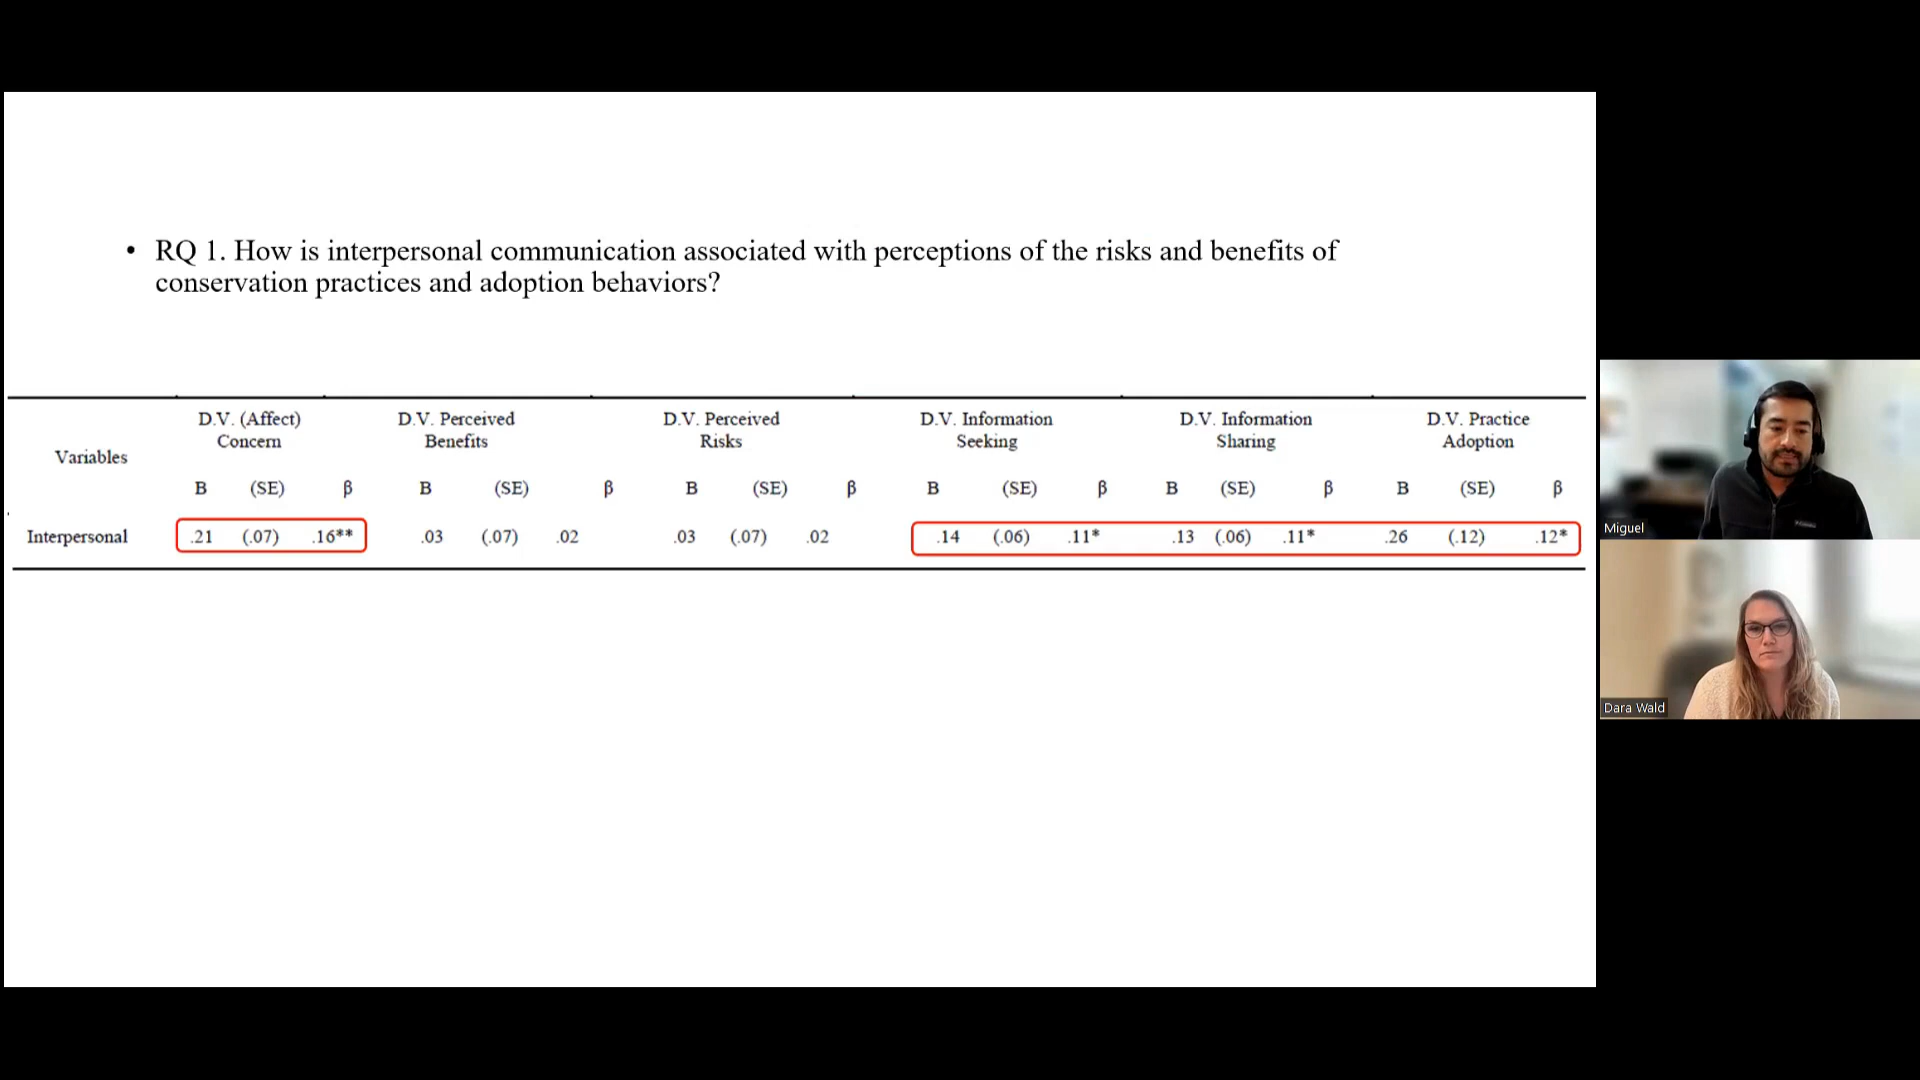 • RQ 1. How is interpersonal communication associated with perceptions of the risks and benefits of
conservation practices and adoption behaviors?
Variables
D.V. (Affect) Concern
D.V. Perceived Benefits
D.V. Perceived Risks
D.V. Information Seeking
D.V. Information Sharing
D.V. Practice Adoption
B (SE) β B (SE) β B (SE) β B (SE) β B (SE) β B (SE) β
Interpersonal .21 (.07) .16** .03 (.07) .02 .03 (.07) .02 .14 (.06) .11* .13 (.06) .11* .26 (.12) .12*
Miguel
Dara Wald